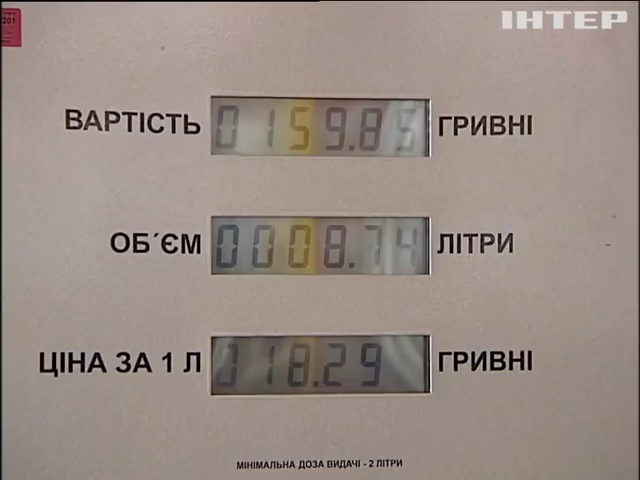 201
ІНТЕР
ВАРТІСТЬ 0159.85 ГРИВНІ
ОБ´ЄМ 0008.74 ЛІТРИ
ЦІНА ЗА 1 Л 018.29 ГРИВНІ
МІНІМАЛЬНА ДОЗА ВИДАЧІ - 2 ЛІТРИ